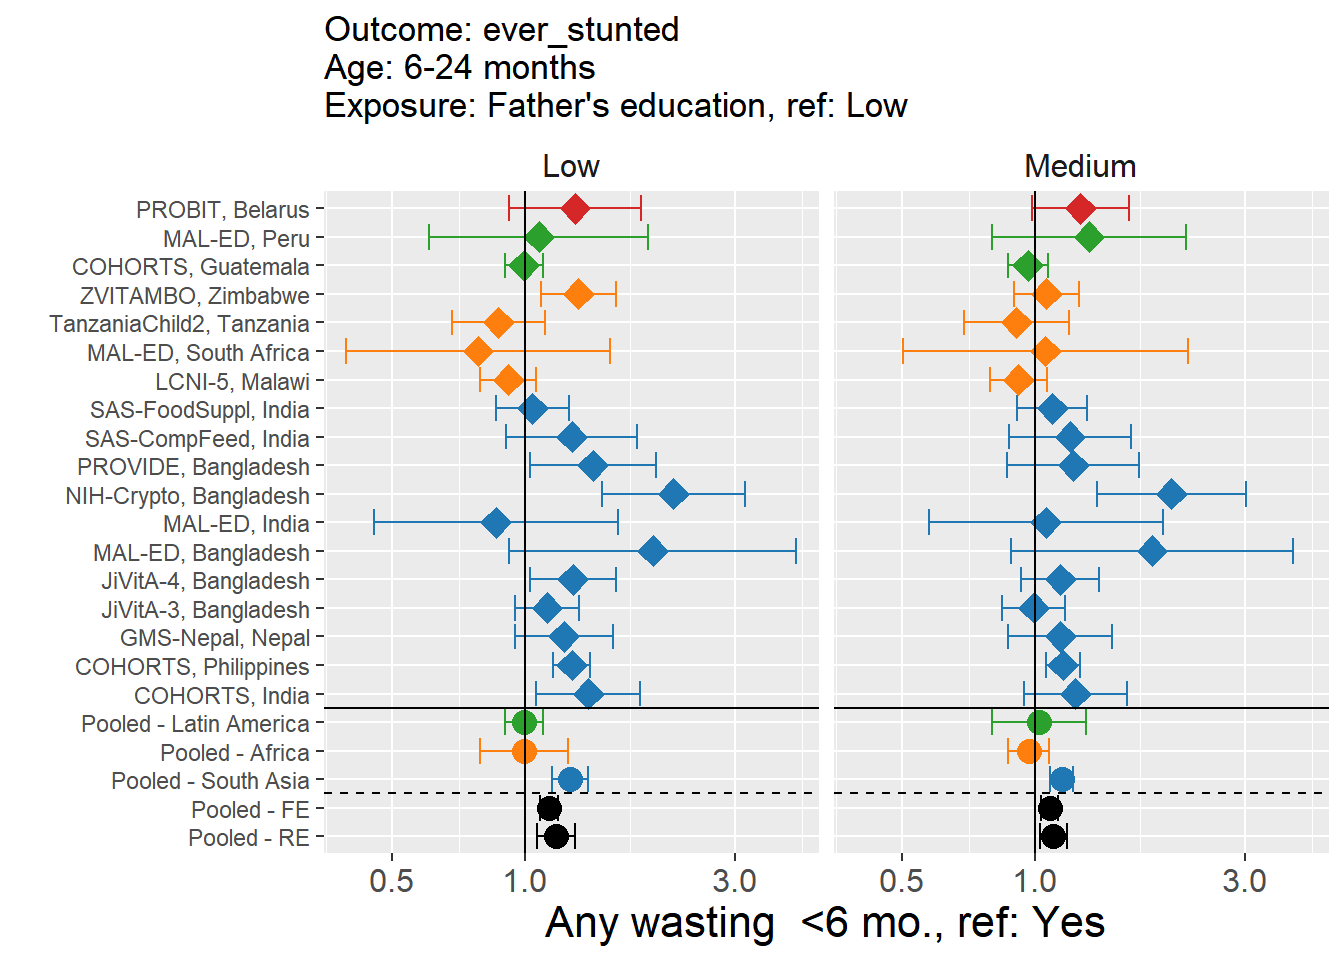 Outcome: ever_stunted
Age: 6-24 months
Exposure: Father's education, ref: Low
Low
Medium
PROBIT, Belarus
MAL-ED, Peru
COHORTS, Guatemala
ZVITAMBO, Zimbabwe
TanzaniaChild2, Tanzania
MAL-ED, South Africa
LCNI-5, Malawi
SAS-FoodSuppl, India
SAS-CompFeed, India
PROVIDE, Bangladesh
NIH-Crypto, Bangladesh
MAL-ED, India
MAL-ED, Bangladesh
JiVitA-4, Bangladesh
JiVitA-3, Bangladesh
GMS-Nepal, Nepal
COHORTS, Philippines
COHORTS, India
Pooled - Latin America
Pooled - Africa
Pooled - South Asia
Pooled - FE
Pooled - RE
0.5 1.0 3.0 0.5 1.0 3.0
Any wasting  <6 mo., ref: Yes